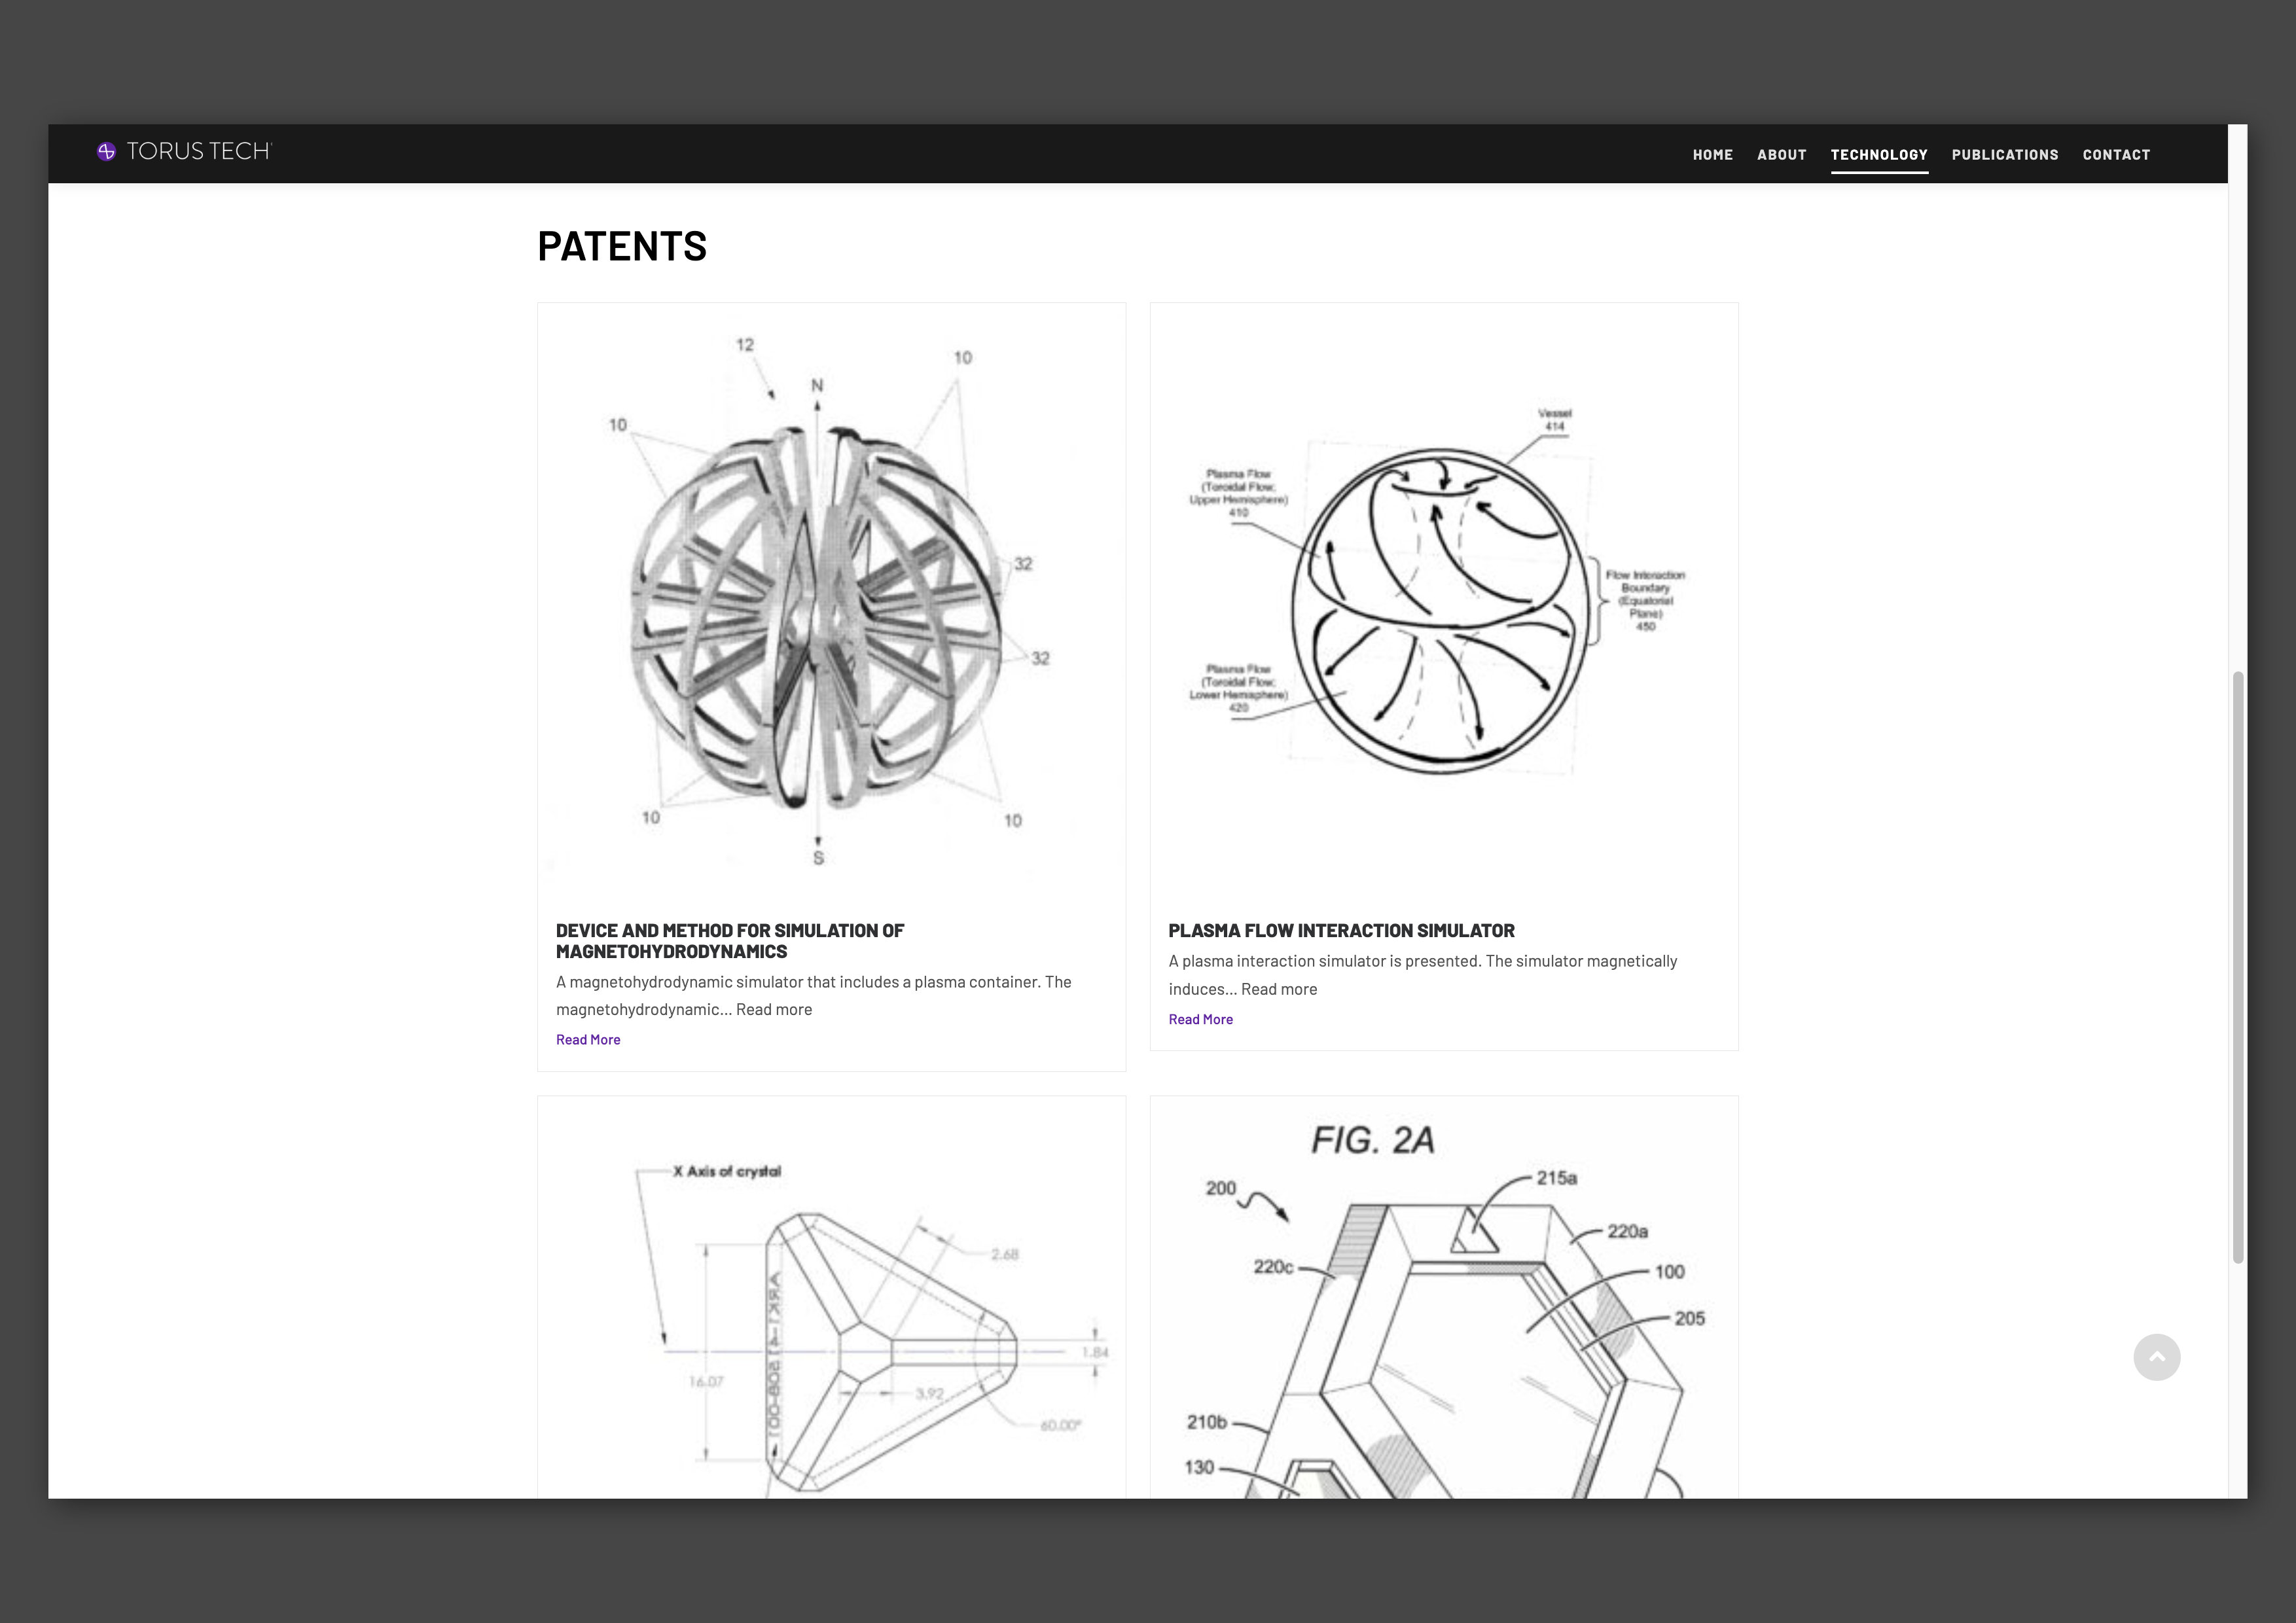 TORUS TECH
HOME ABOUT TECHNOLOGY PUBLICATIONS CONTACT
PATENTS
12
10
N
10
32
32
10
10
S
Vessel
414
Plasma Flow
(Toroidal Flow;
Upper Hemisphere)
410
Flow Interaction
Boundary
(Equatorial
Plane)
450
Plasma Flow
(Toroidal Flow;
Lower Hemisphere)
420
DEVICE AND METHOD FOR SIMULATION OF
MAGNETOHYDRODYNAMICS
A magnetohydrodynamic simulator that includes a plasma container. The
magnetohydrodynamic... Read more
Read More
PLASMA FLOW INTERACTION SIMULATOR
A plasma interaction simulator is presented. The simulator magnetically
induces... Read more
Read More
X Axis of crystal
2.68
1.84
16.07
3.92
60.00°
FIG. 2A
215a
200
220a
220c
100
205
210b
130